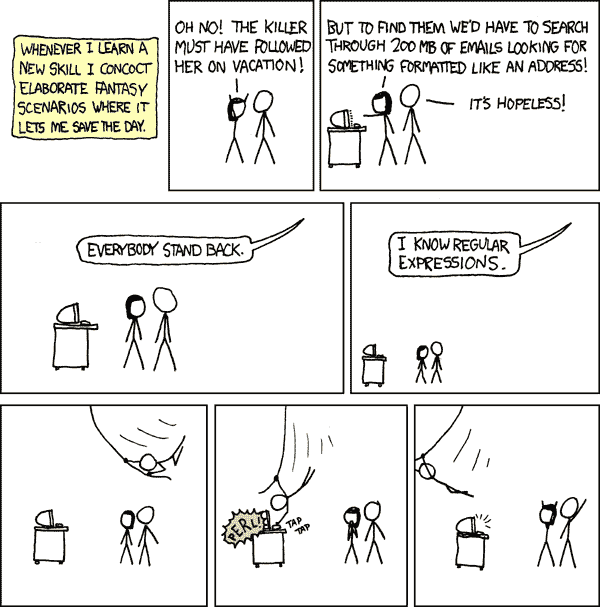 WHENEVER I LEARN A
NEW SKILL I CONCOCT
ELABORATE FANTASY
SCENARIOS WHERE IT
LETS ME SAVE THE DAY.
OH NO! THE KILLER
MUST HAVE FOLLOWED
HER ON VACATION!
BUT TO FIND THEM WE'D HAVE TO SEARCH
THROUGH 200 MB OF EMAILS LOOKING FOR
SOMETHING FORMATTED LIKE AN ADDRESS!
IT'S HOPELESS!
EVERYBODY STAND BACK.
I KNOW REGULAR
EXPRESSIONS.
PERL!
TAP
TAP